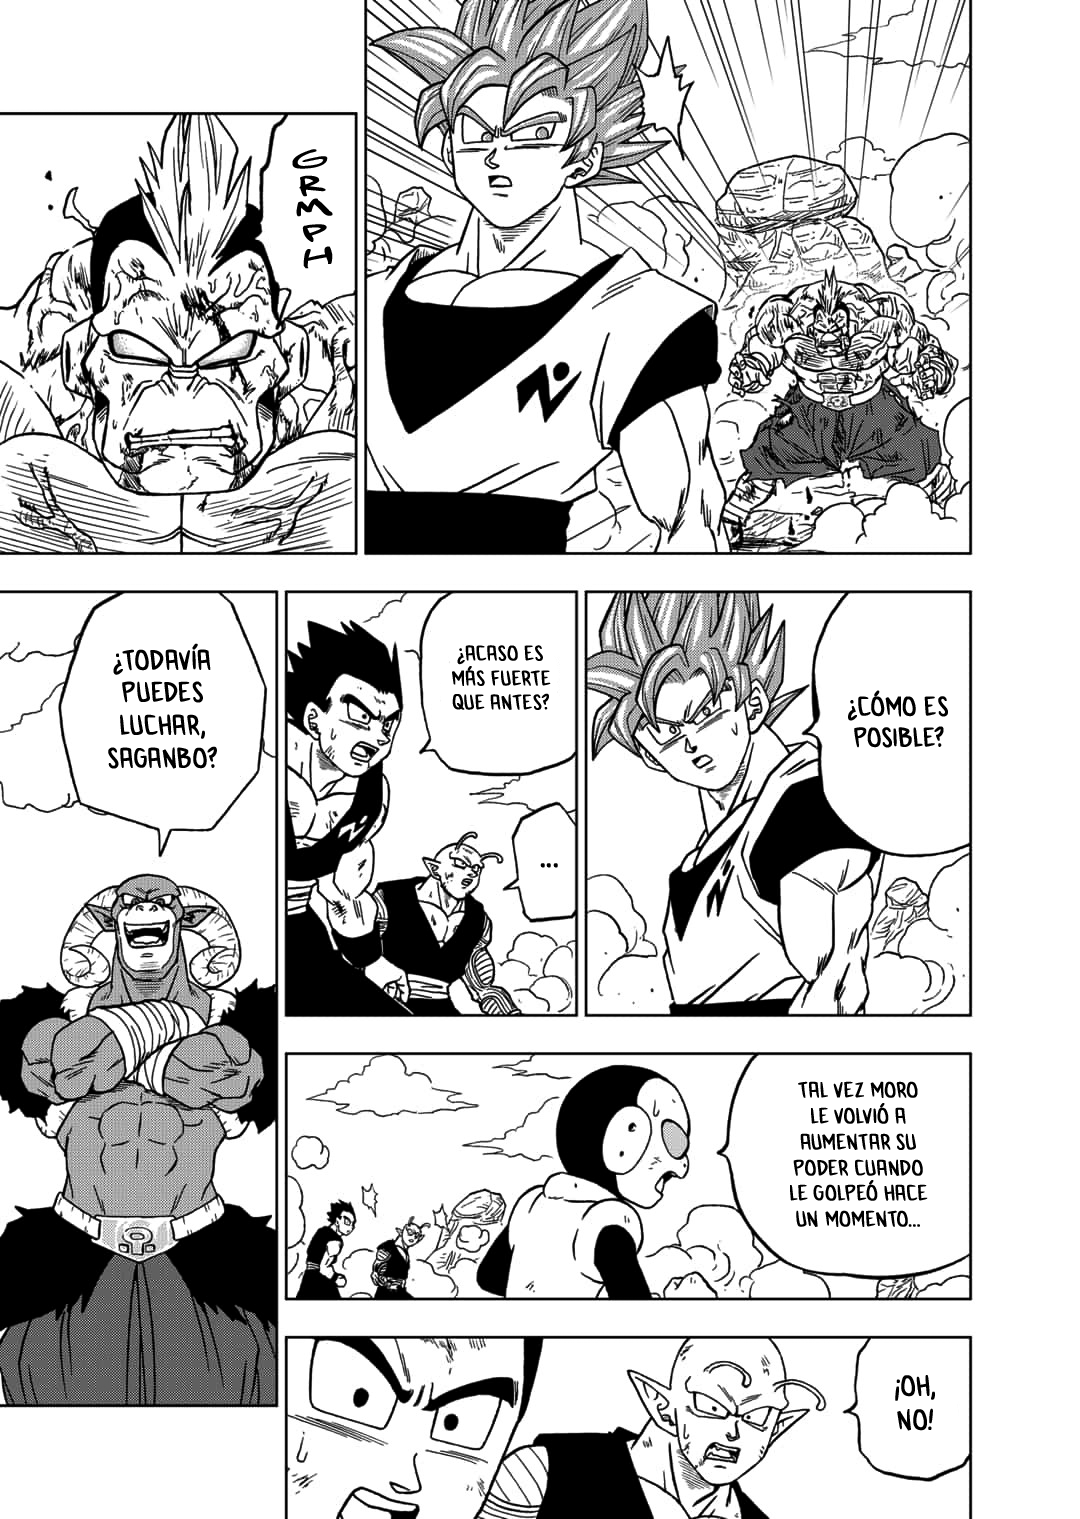 GRMPH
¿CÓMO ES
POSIBLE?
¿ACASO ES
MÁS FUERTE
QUE ANTES?
...
¿TODAVÍA
PUEDES
LUCHAR,
SAGANBO?
TAL VEZ MORO
LE VOLVIÓ A
AUMENTAR SU
PODER CUANDO
LE GOLPEÓ HACE
UN MOMENTO...
¡OH,
NO!